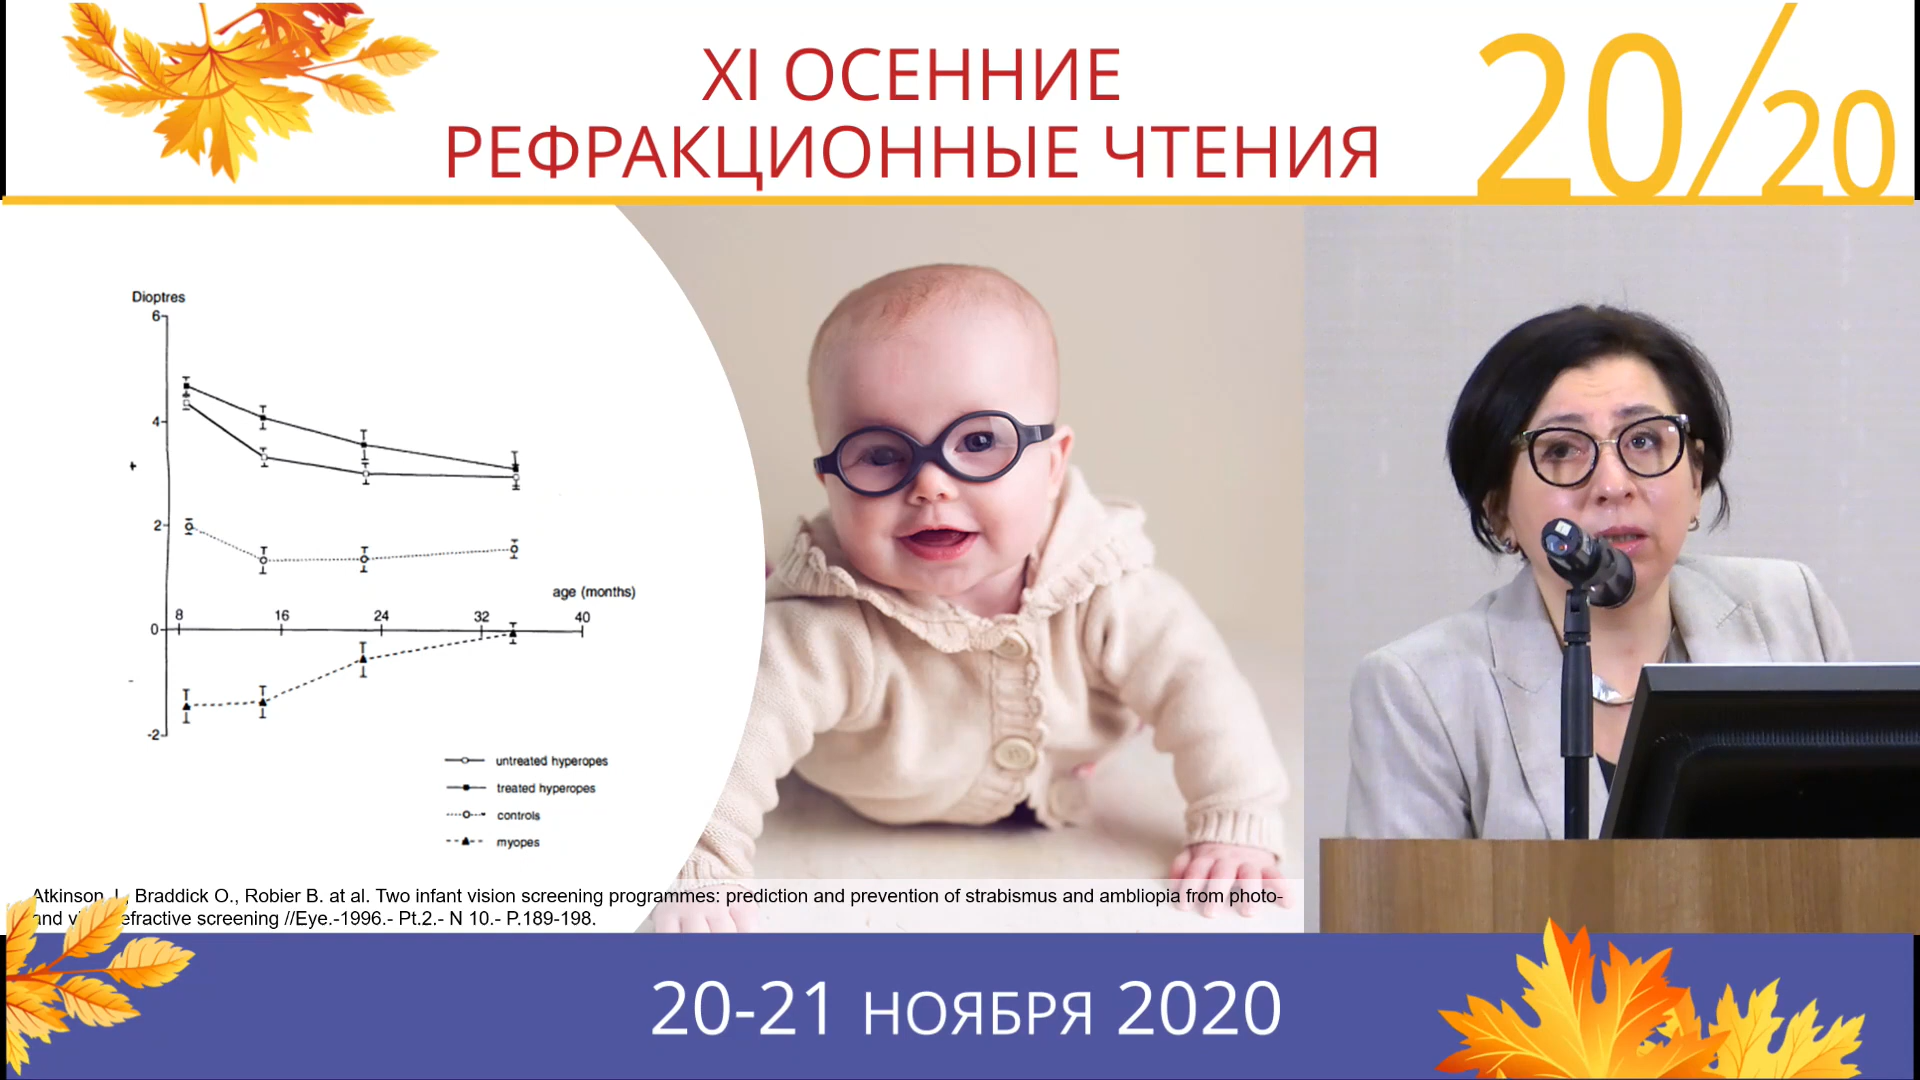 XI ОСЕННИЕ
РЕФРАКЦИОННЫЕ ЧТЕНИЯ
20/20
Dioptres
6
4
+
2
age (months)
8 16 24 32 40
0
-
-2
untreated hyperopes
treated hyperopes
controls
myopes
Atkinson J., Braddick O., Robier B. at al. Two infant vision screening programmes: prediction and prevention of strabismus and ambliopia from photo-
and efractive screening //Eye.-1996.- Pt.2.- N 10.- P.189-198.
20-21 НОЯБРЯ 2020